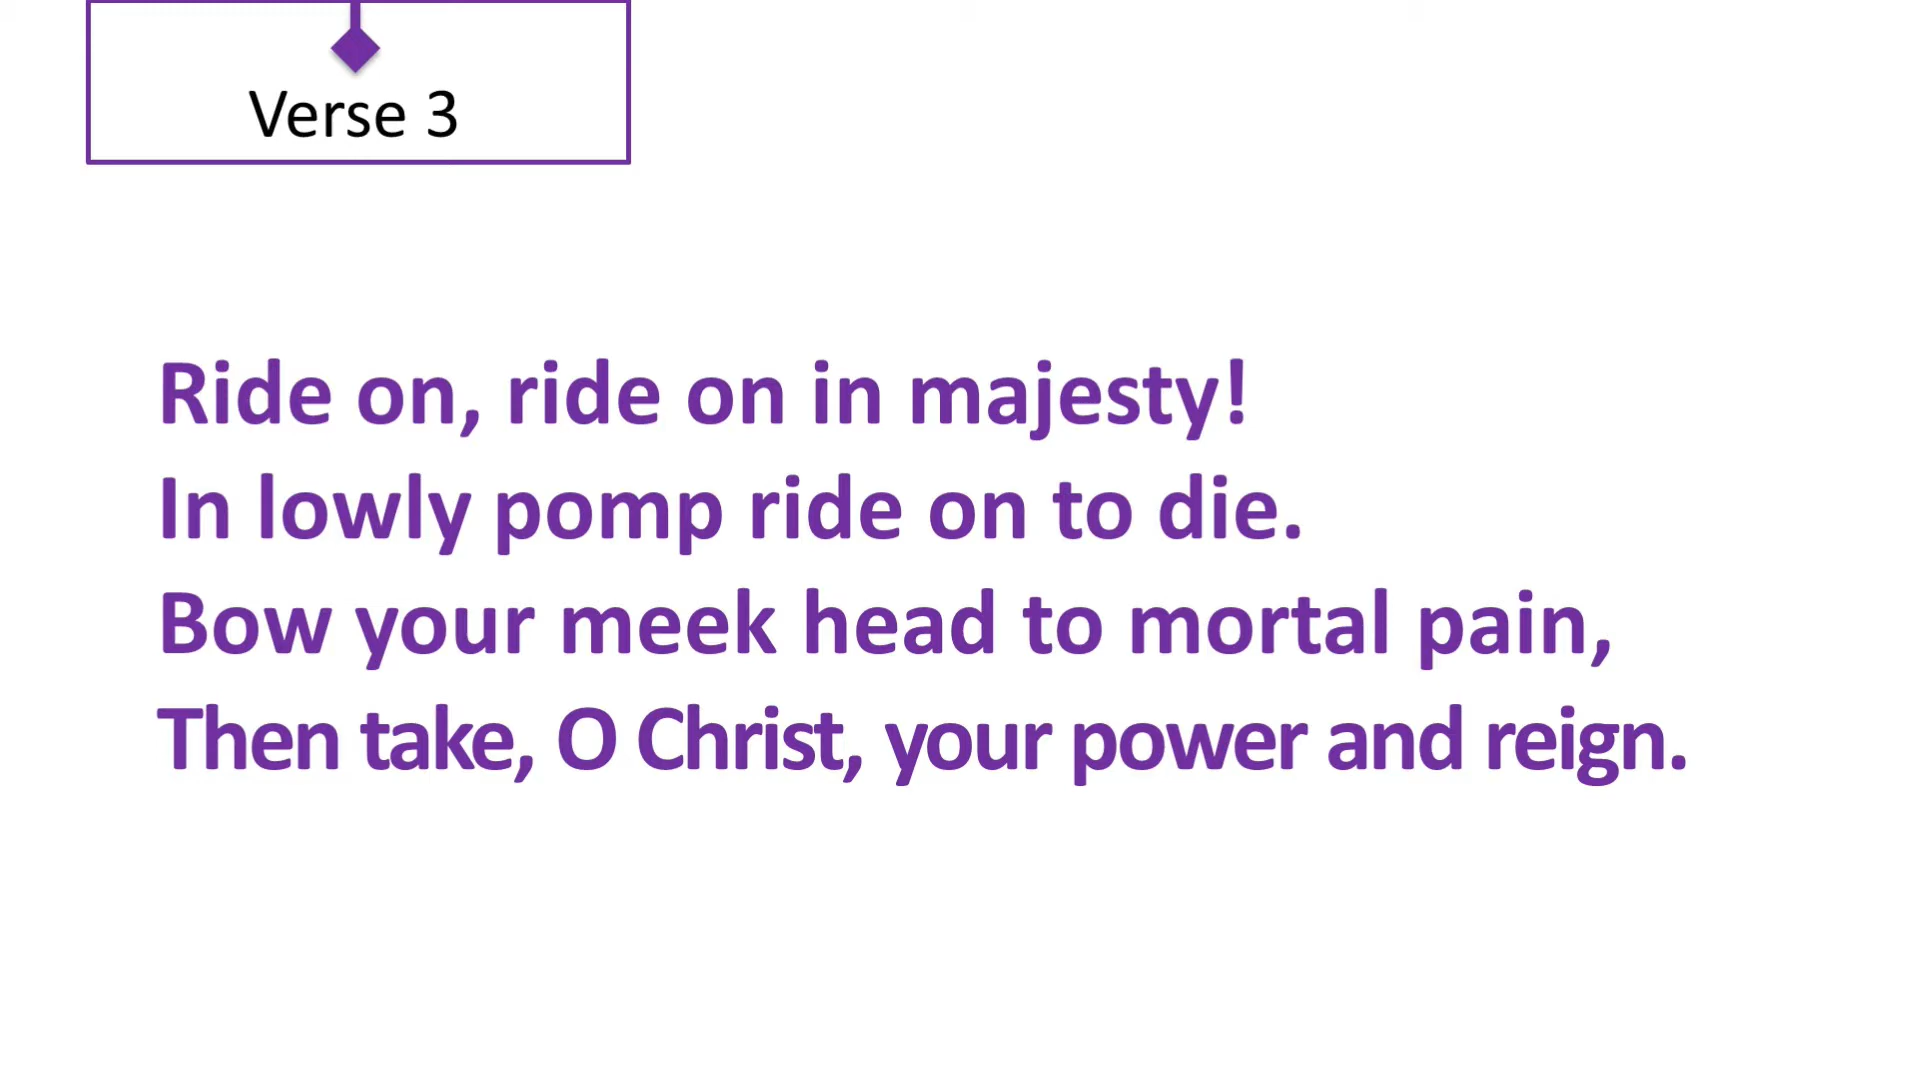 Verse 3
Ride on, ride on in majesty!
In lowly pomp ride on to die.
Bow your meek head to mortal pain,
Then take, O Christ, your power and reign.